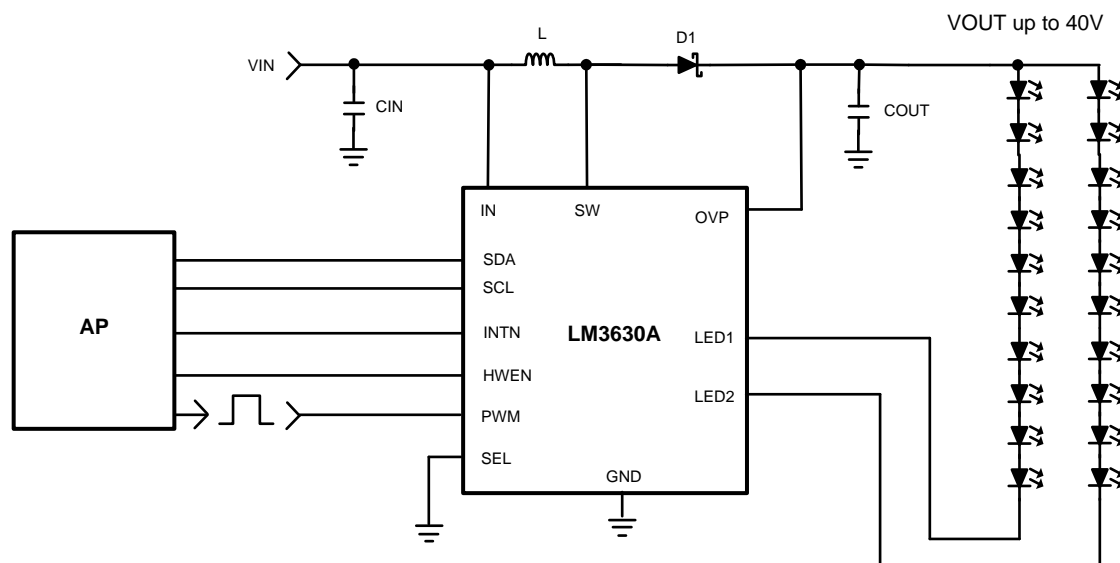 VOUT up to 40V
L
D1
VIN
CIN
COUT
IN
SW
OVP
SDA
SCL
AP
INTN
LM3630A
LED1
HWEN
LED2
PWM
SEL
GND